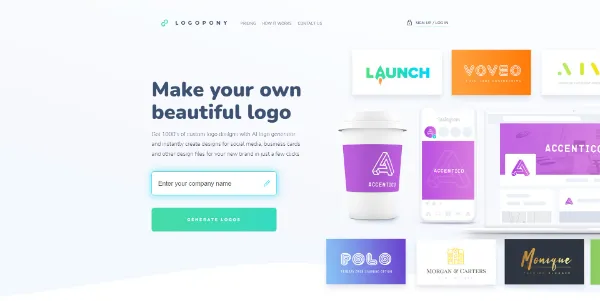 LOGOPONY
PRICING HOW IT WORKS CONTACT US
SIGN UP / LOG IN
Make your own
beautiful logo
Get 1000's of custom logo designs with AI logo generator
and instantly create designs for social media, business cards
and other design files for your new brand in just a few clicks.
Enter your company name
GENERATE LOGOS
LAUNCH
VOVEO
ACCENTICO
Instagram
ACCENTICO
POLO
MORGAN & CARTERS
Monique